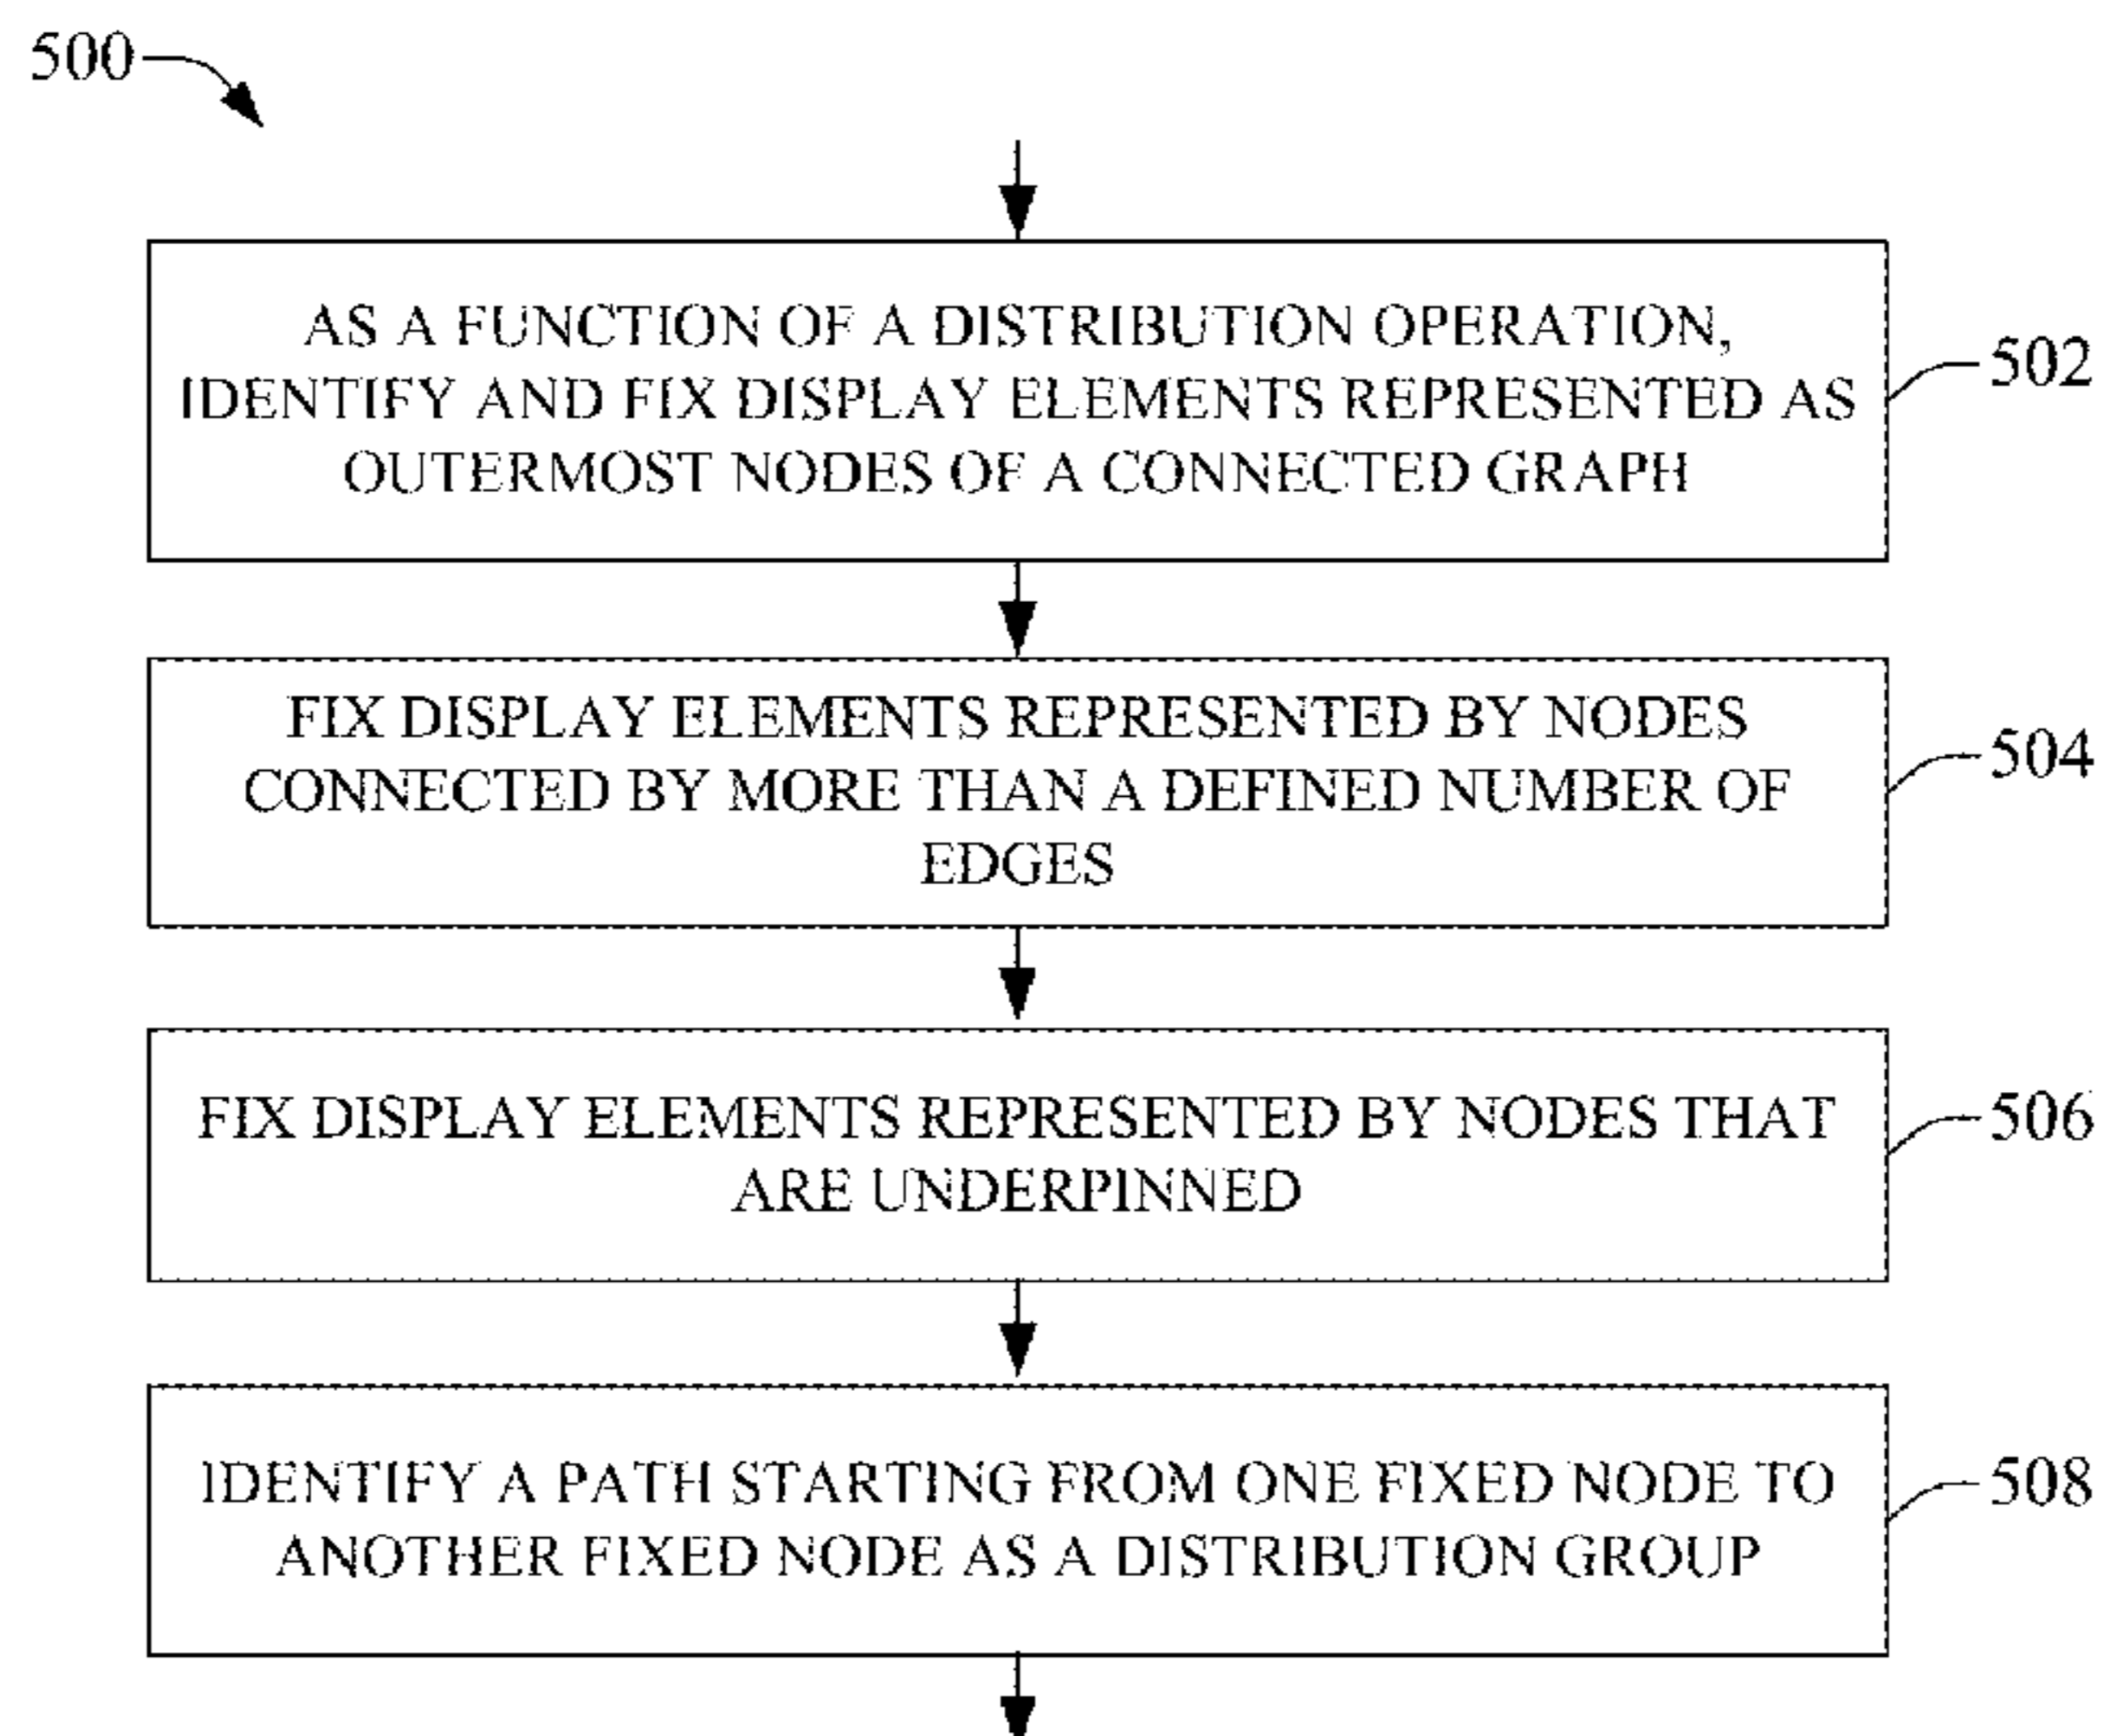 500
AS A FUNCTION OF A DISTRIBUTION OPERATION,
IDENTIFY AND FIX DISPLAY ELEMENTS REPRESENTED AS
OUTERMOST NODES OF A CONNECTED GRAPH
502
FIX DISPLAY ELEMENTS REPRESENTED BY NODES
CONNECTED BY MORE THAN A DEFINED NUMBER OF
EDGES
504
FIX DISPLAY ELEMENTS REPRESENTED BY NODES THAT
ARE UNDERPINNED
506
IDENTIFY A PATH STARTING FROM ONE FIXED NODE TO
ANOTHER FIXED NODE AS A DISTRIBUTION GROUP
508